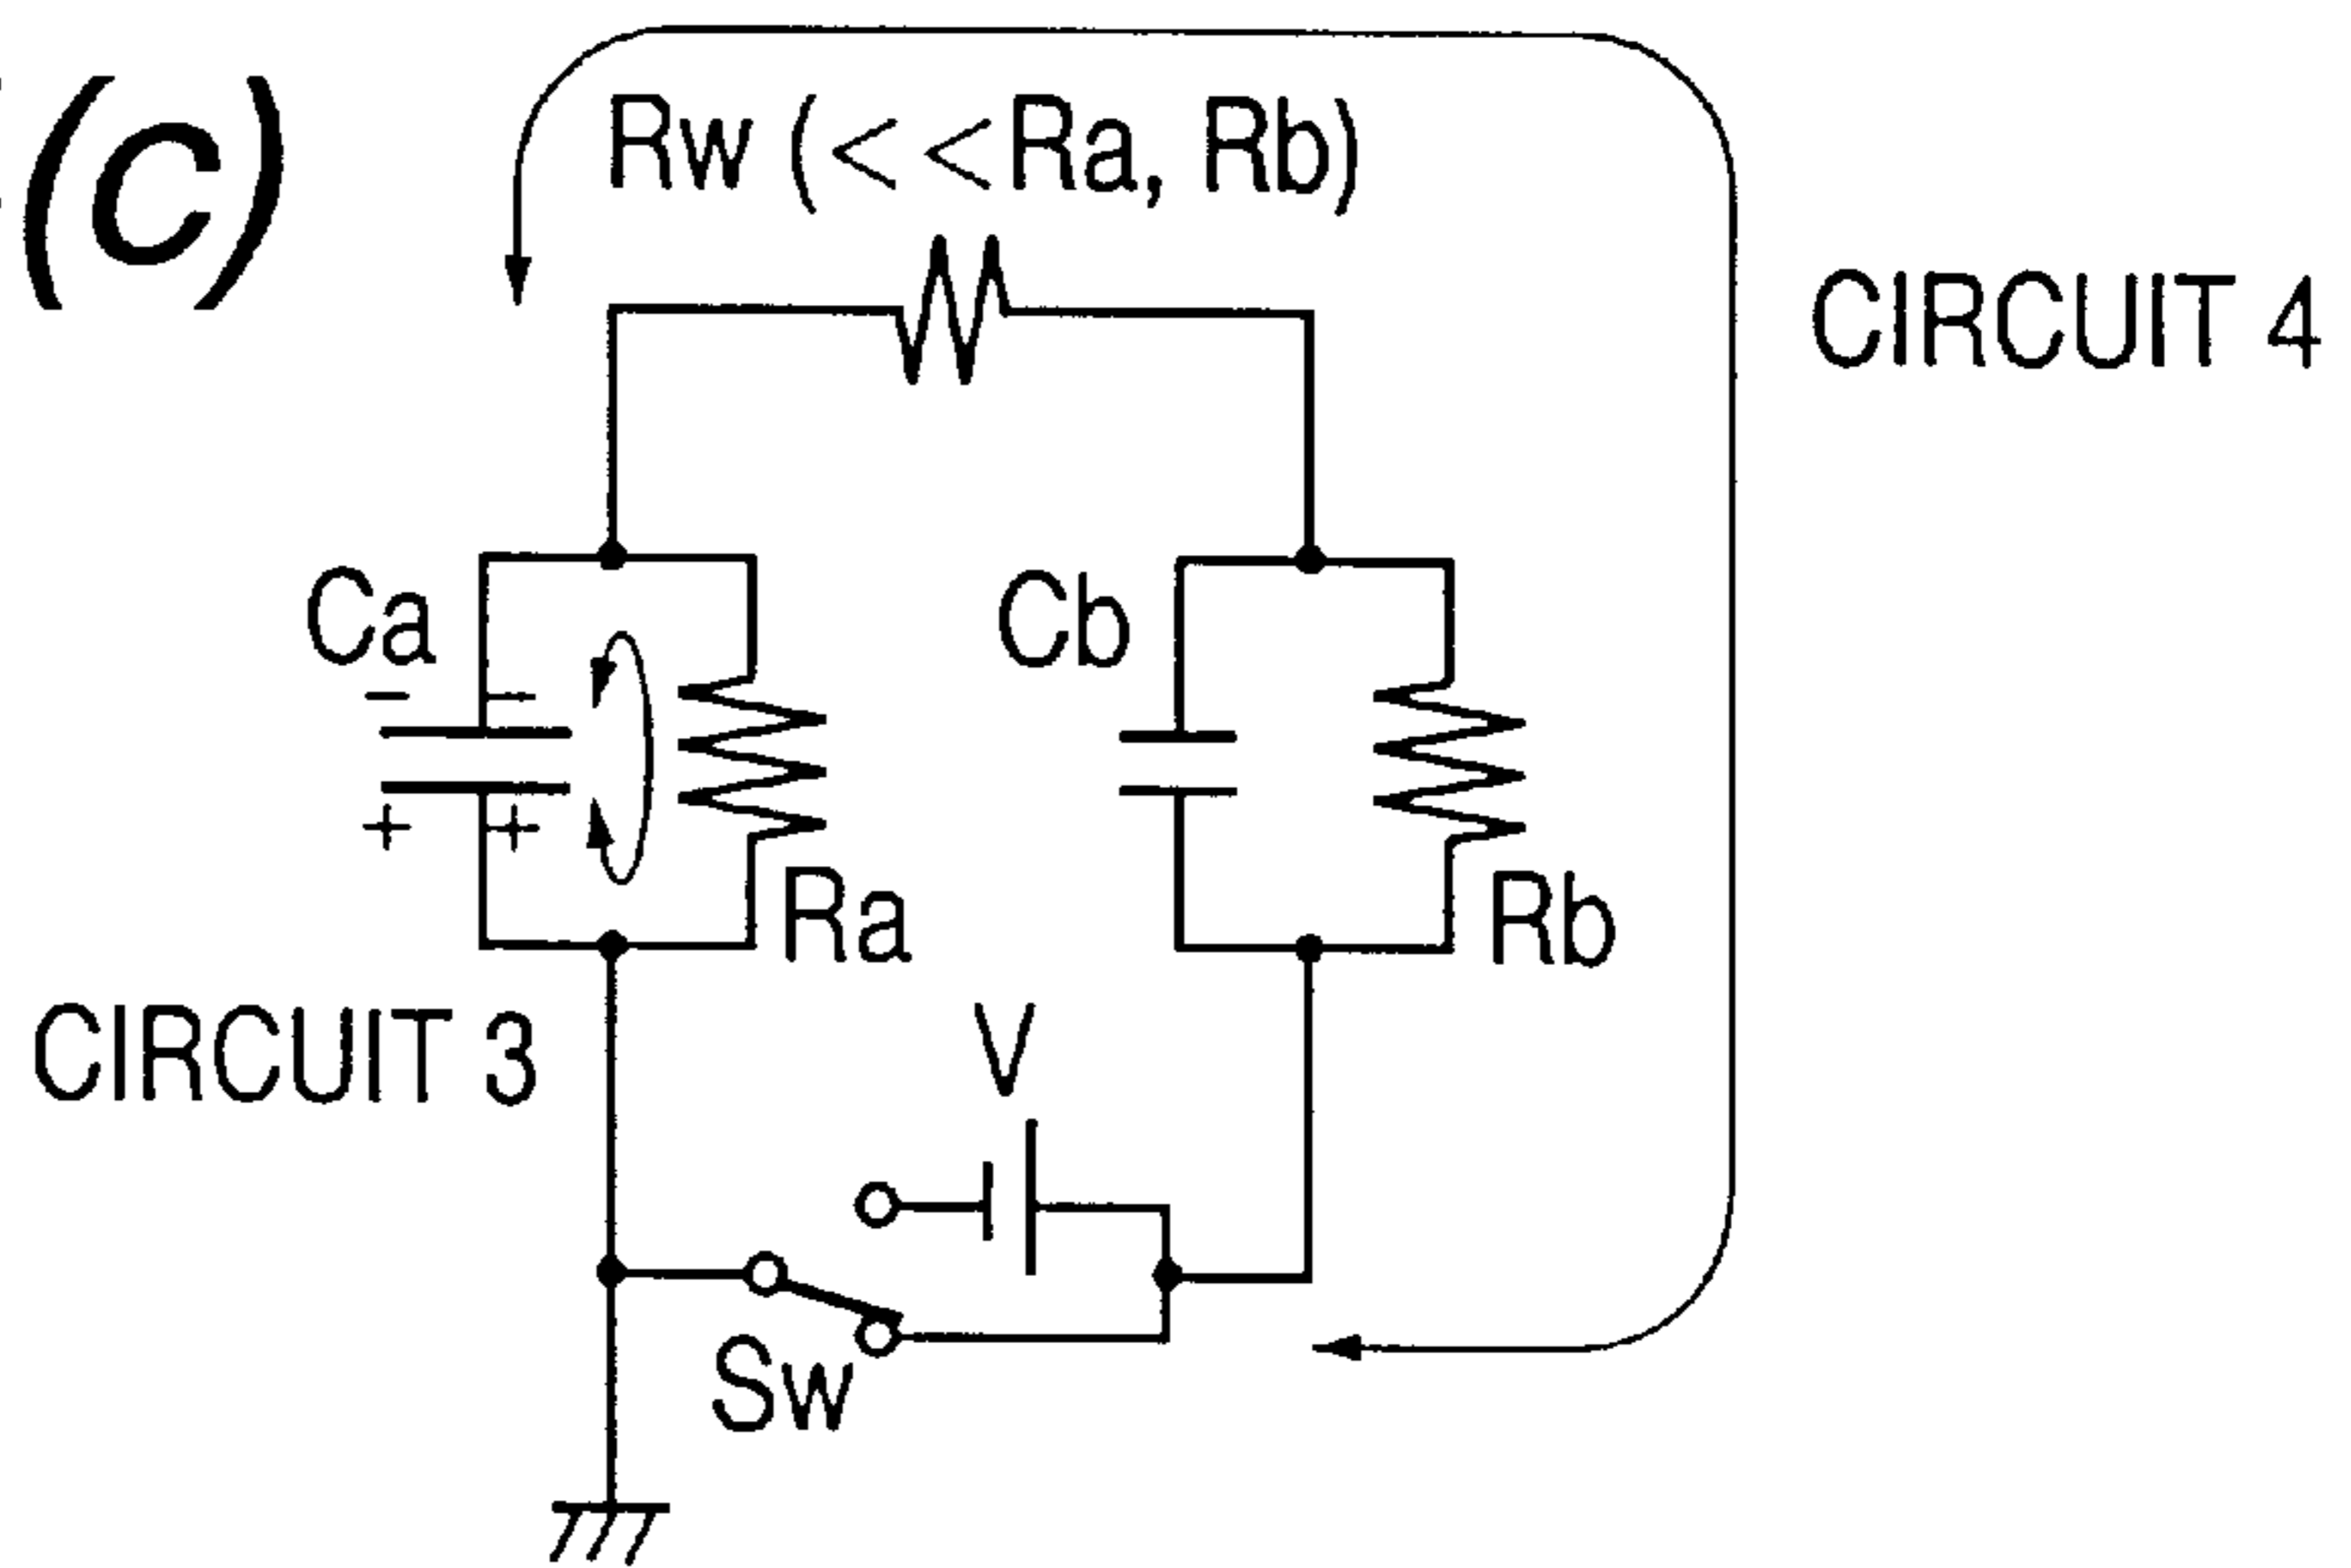 (c)
Rw (<<Ra, Rb)
CIRCUIT 4
Ca
Cb
− −
+ +
Ra
Rb
CIRCUIT 3
V
Sw